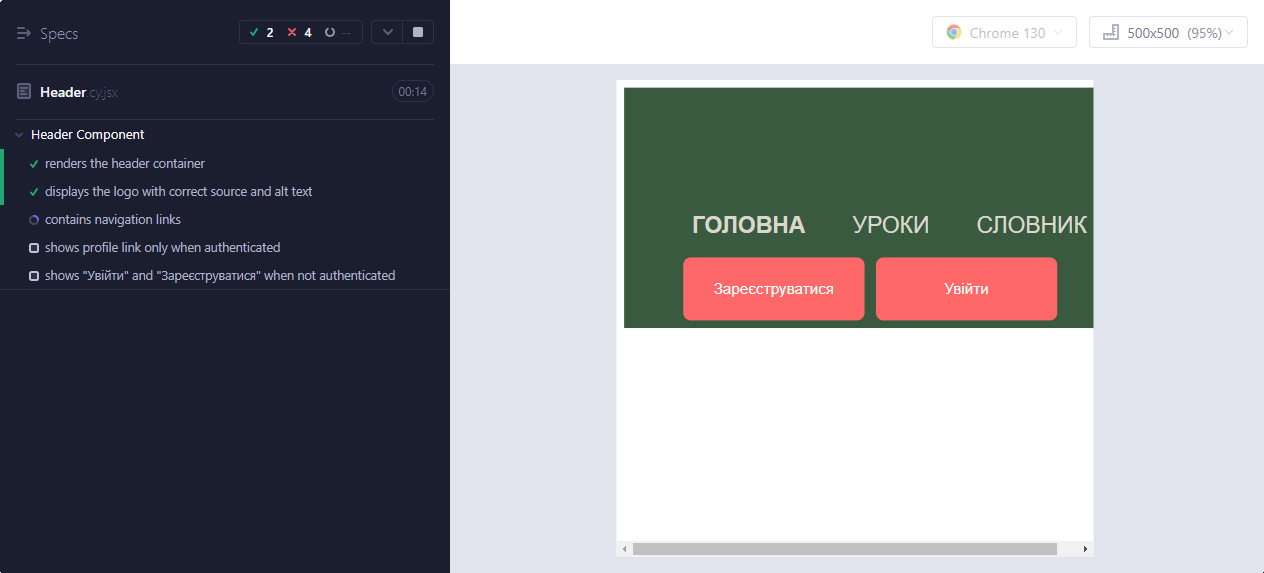 Specs
2 4 --
Chrome 130
500x500 (95%)
Header.cy.jsx
00:14
Header Component
renders the header container
displays the logo with correct source and alt text
contains navigation links
shows profile link only when authenticated
shows "Увійти" and "Зареєструватися" when not authenticated
ГОЛОВНА УРОКИ СЛОВНИК
Зареєструватися Увійти